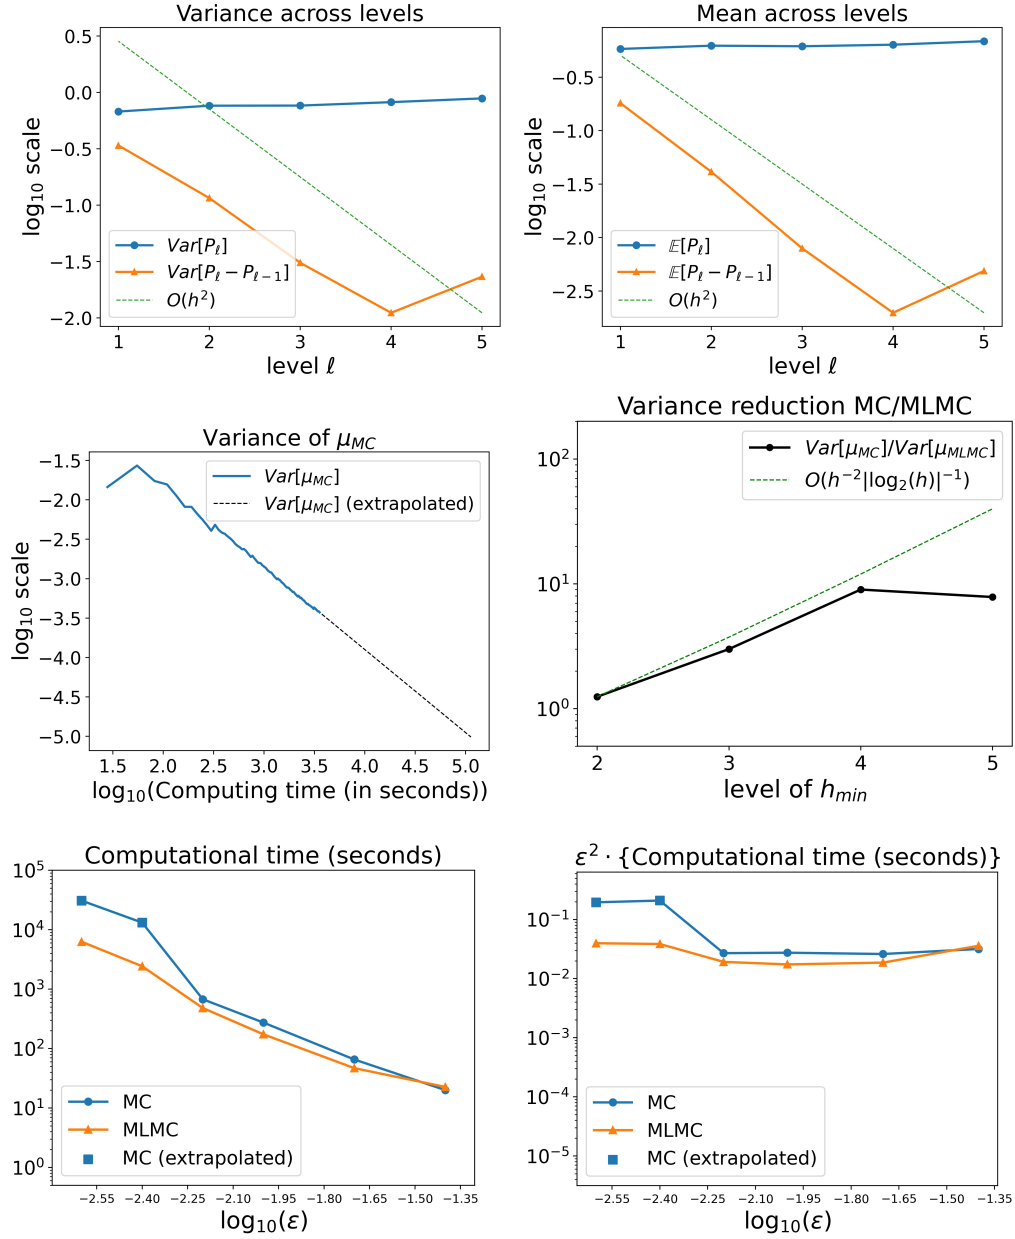 Variance across levels
log₁₀ scale
0.5
0.0
−0.5
−1.0
−1.5
−2.0
Var[Pℓ]
Var[Pℓ − Pℓ−1]
O(h²)
1 2 3 4 5
level ℓ
Mean across levels
log₁₀ scale
−0.5
−1.0
−1.5
−2.0
−2.5
𝔼[Pℓ]
𝔼[Pℓ − Pℓ−1]
O(h²)
1 2 3 4 5
level ℓ
Variance of μ_MC
log₁₀ scale
−1.5
−2.0
−2.5
−3.0
−3.5
−4.0
−4.5
−5.0
Var[μ_MC]
Var[μ_MC] (extrapolated)
1.5 2.0 2.5 3.0 3.5 4.0 4.5 5.0
log₁₀(Computing time (in seconds))
Variance reduction MC/MLMC
10²
10¹
10⁰
Var[μ_MC]/Var[μ_MLMC]
O(h⁻²|log₂(h)|⁻¹)
2 3 4 5
level of h_min
Computational time (seconds)
10⁵
10⁴
10³
10²
10¹
10⁰
MC
MLMC
MC (extrapolated)
−2.55 −2.40 −2.25 −2.10 −1.95 −1.80 −1.65 −1.50 −1.35
log₁₀(ε)
ε² · {Computational time (seconds)}
10⁻¹
10⁻²
10⁻³
10⁻⁴
10⁻⁵
MC
MLMC
MC (extrapolated)
−2.55 −2.40 −2.25 −2.10 −1.95 −1.80 −1.65 −1.50 −1.35
log₁₀(ε)